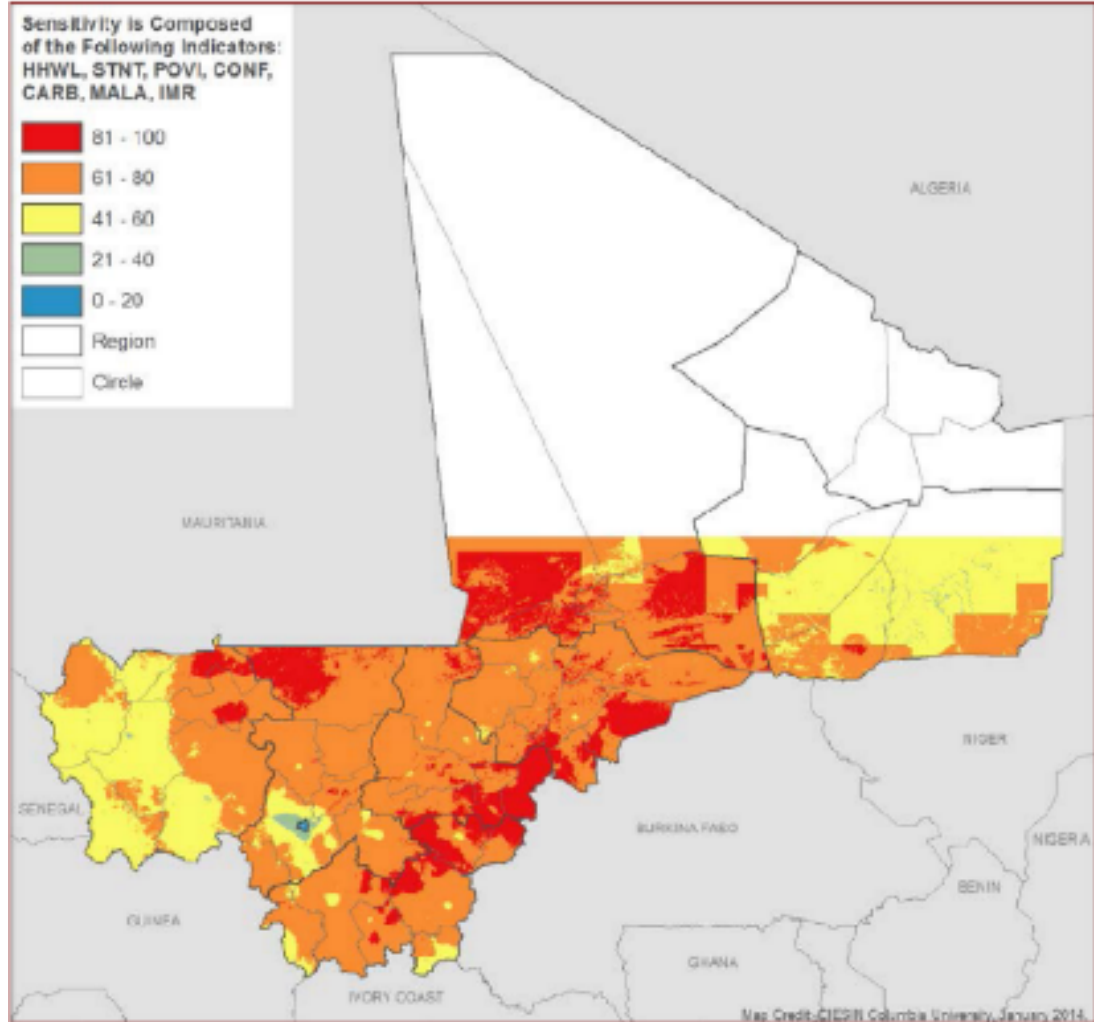 Sensitivity is Composed
of the Following Indicators:
HHWL, STNT, POVI, CONF,
CARB, MALA, IMR
81 - 100
61 - 80
41 - 60
21 - 40
0 - 20
Region
Circle
ALGERIA
MAURITANIA
NIGER
SENEGAL
BURKINA FASO
NIGERIA
BENIN
GUINEA
GHANA
IVORY COAST
Map Credit: CIESIN Columbia University, January 2014.